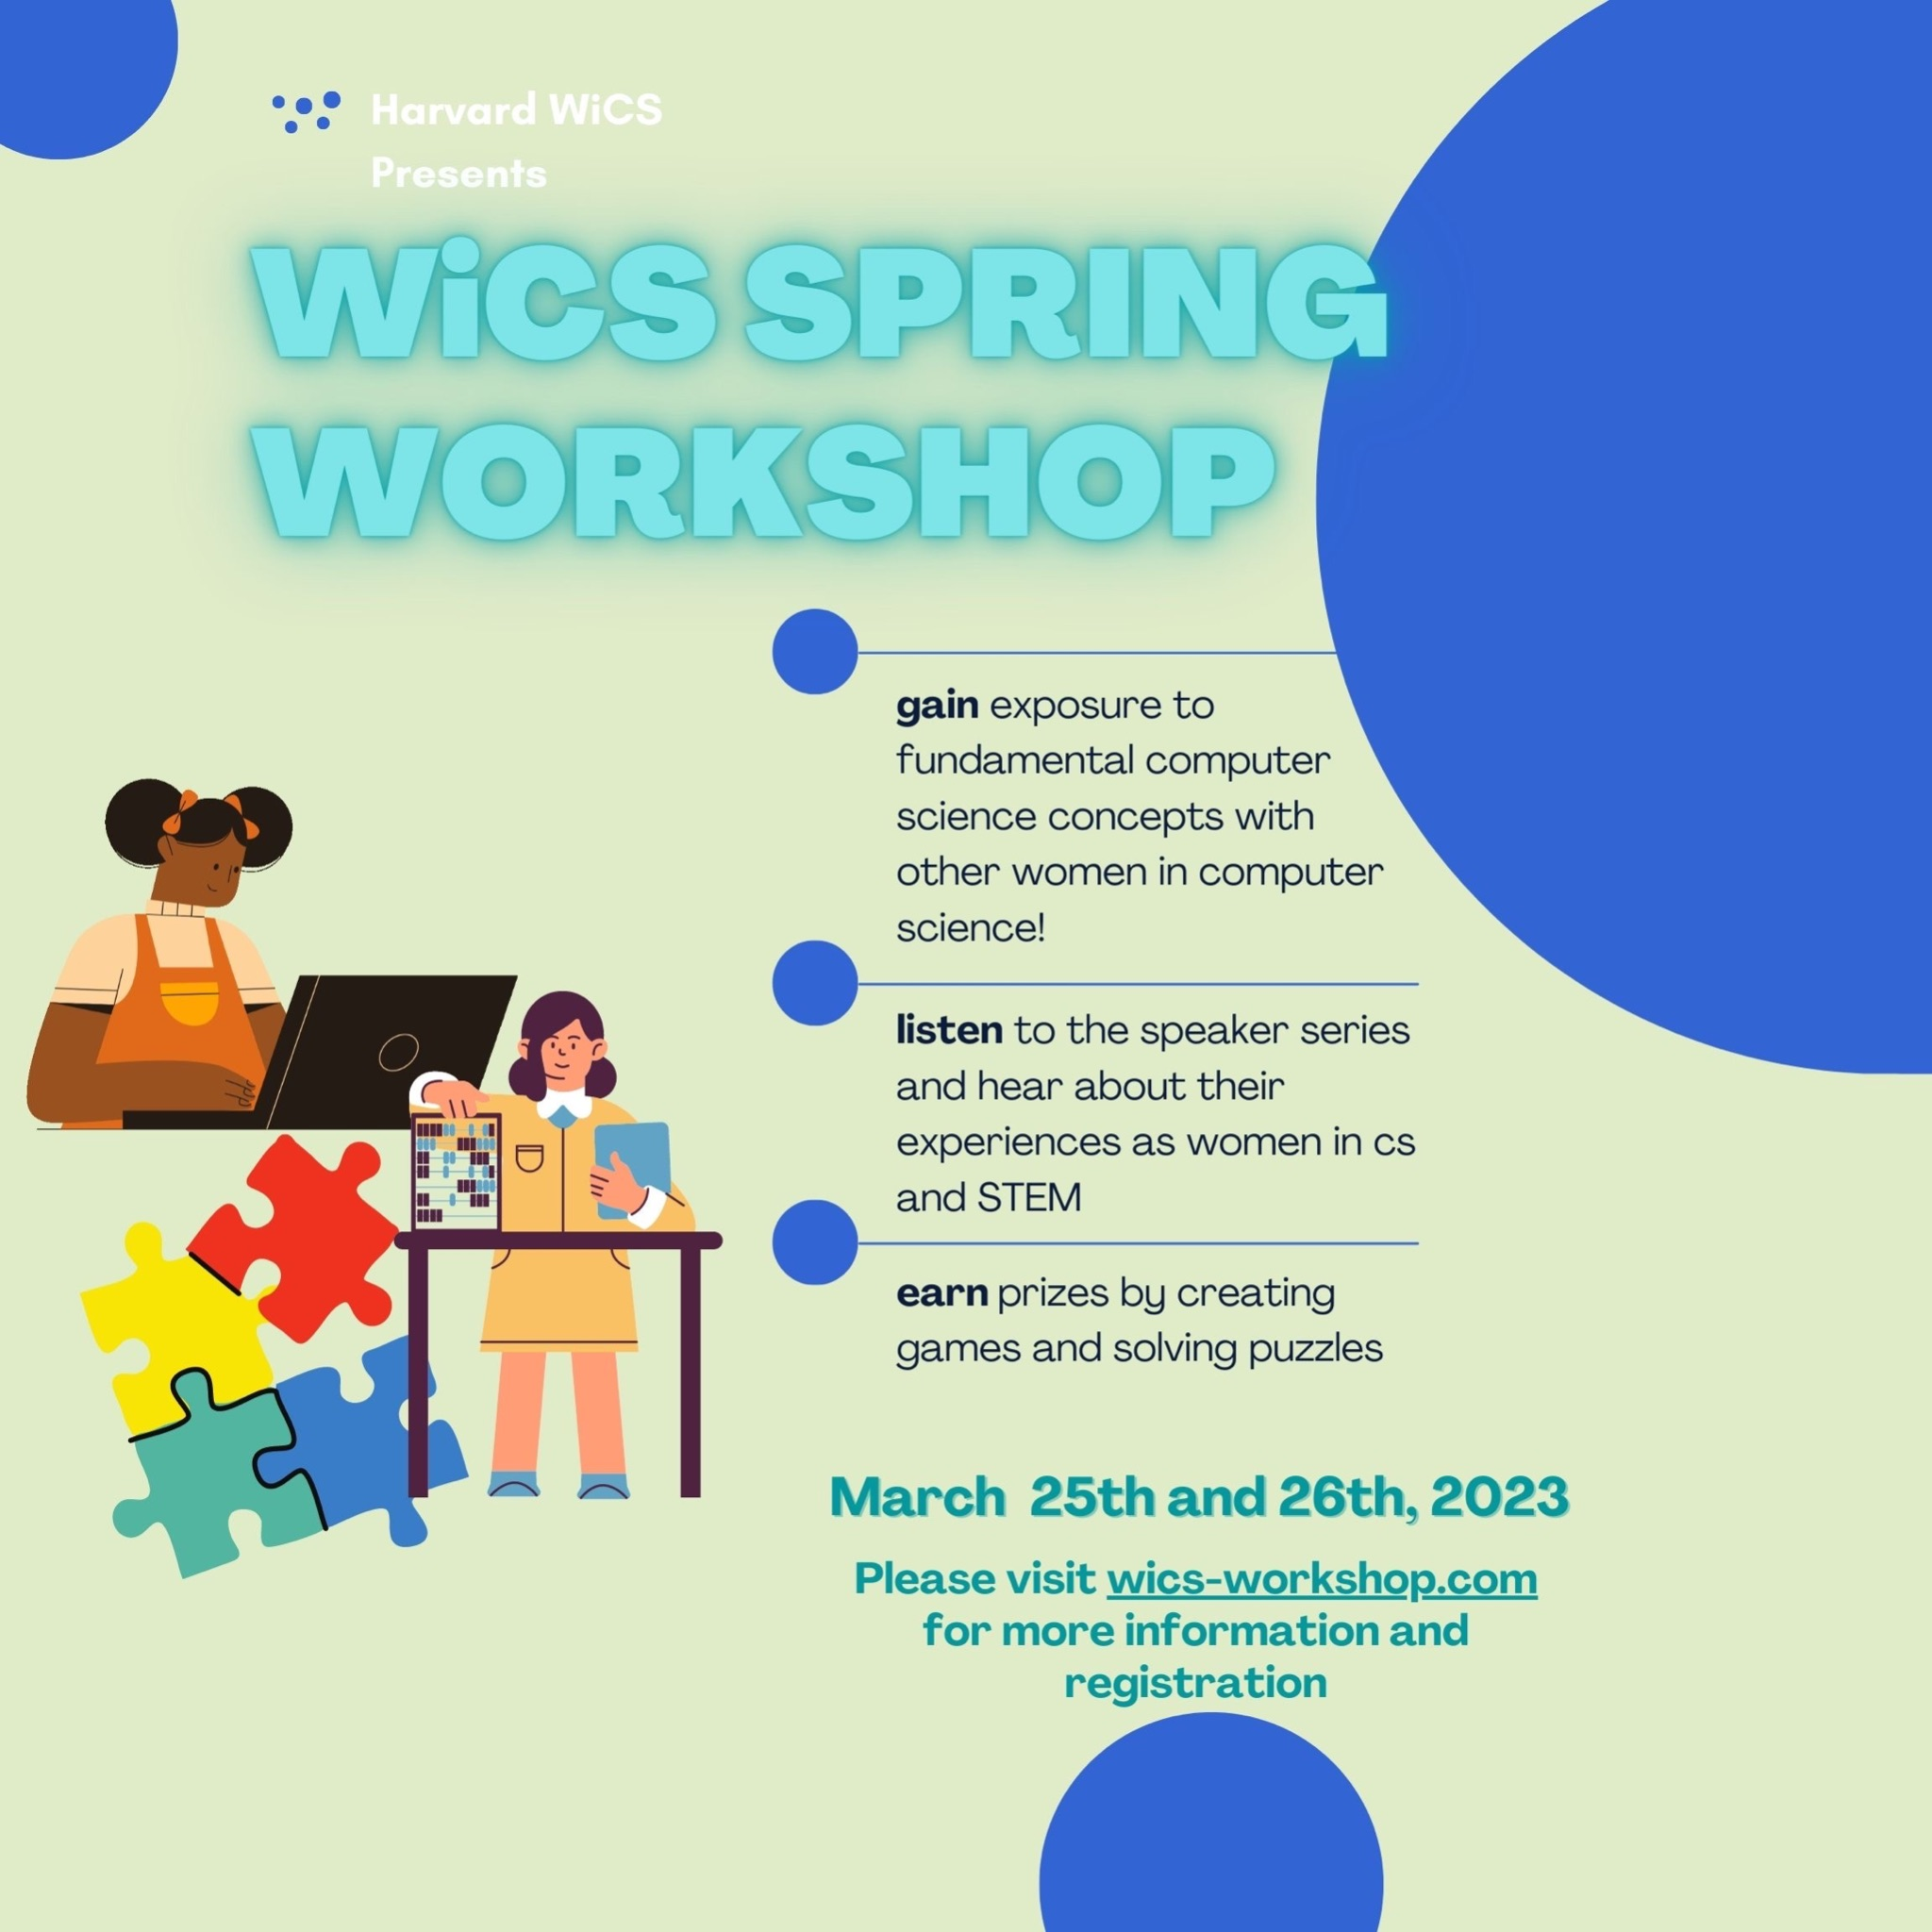 Harvard WiCS
Presents
WiCS SPRING
WORKSHOP
gain exposure to
fundamental computer
science concepts with
other women in computer
science!
listen to the speaker series
and hear about their
experiences as women in cs
and STEM
earn prizes by creating
games and solving puzzles
March 25th and 26th, 2023
Please visit wics-workshop.com
for more information and
registration